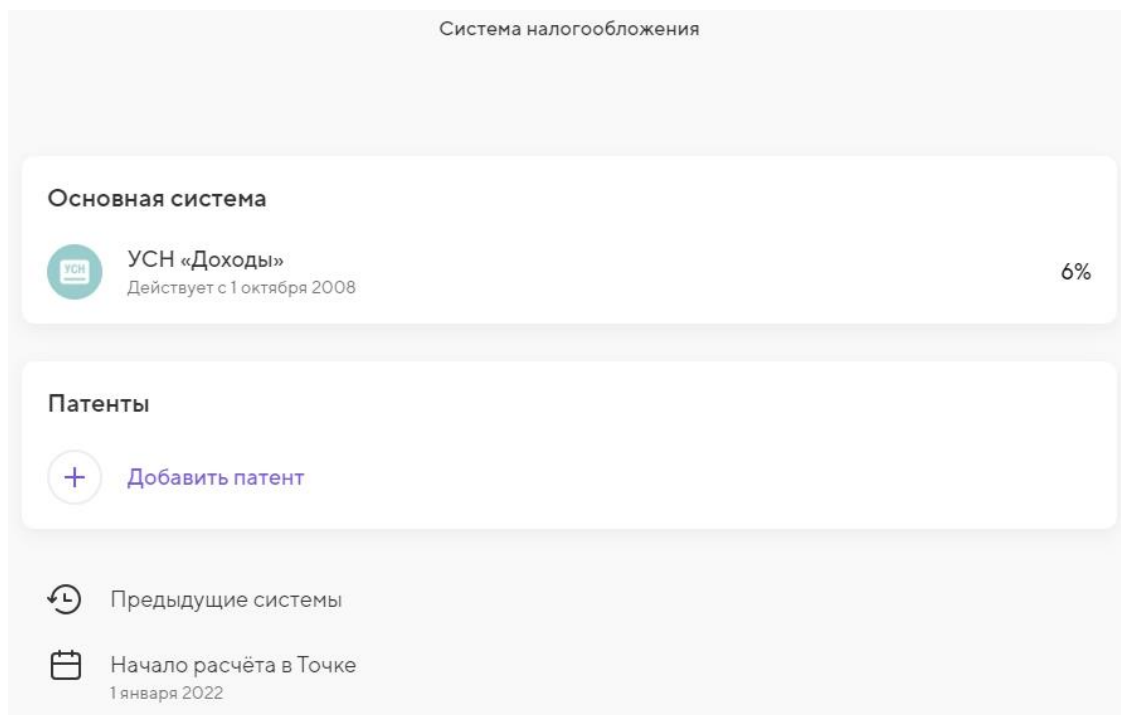 Система налогообложения
Основная система
УСН
УСН «Доходы»
6%
Действует с 1 октября 2008
Патенты
Добавить патент
Предыдущие системы
Начало расчёта в Точке
1 января 2022